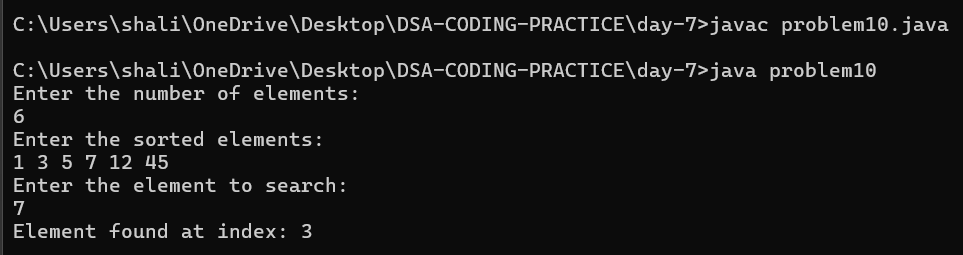 C:\Users\shali\OneDrive\Desktop\DSA-CODING-PRACTICE\day-7>javac problem10.java
C:\Users\shali\OneDrive\Desktop\DSA-CODING-PRACTICE\day-7>java problem10
Enter the number of elements:
6
Enter the sorted elements:
1 3 5 7 12 45
Enter the element to search:
7
Element found at index: 3